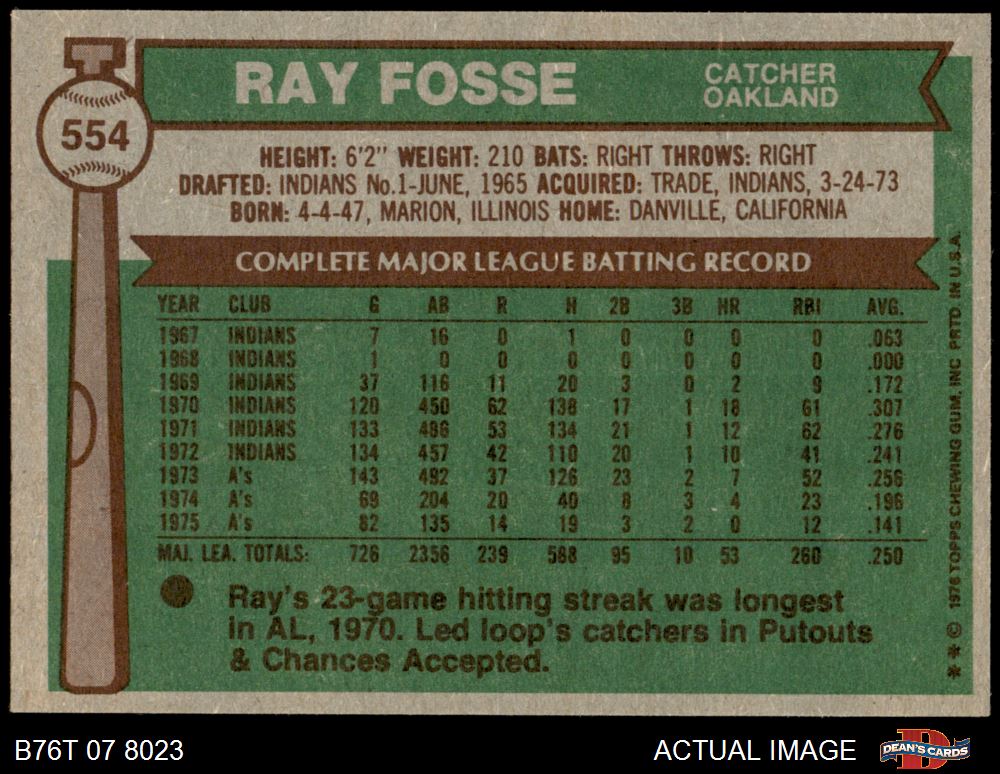 554
RAY FOSSE
CATCHER
OAKLAND
HEIGHT: 6'2" WEIGHT: 210 BATS: RIGHT THROWS: RIGHT
DRAFTED: INDIANS No.1-JUNE, 1965 ACQUIRED: TRADE, INDIANS, 3-24-73
BORN: 4-4-47, MARION, ILLINOIS HOME: DANVILLE, CALIFORNIA
COMPLETE MAJOR LEAGUE BATTING RECORD
YEAR CLUB G AB R H 2B 3B HR RBI AVG.
1967 INDIANS 7 16 0 1 0 0 0 0 .063
1968 INDIANS 1 0 0 0 0 0 0 0 .000
1969 INDIANS 37 116 11 20 3 0 2 9 .172
1970 INDIANS 120 450 62 138 17 1 18 61 .307
1971 INDIANS 133 486 53 134 21 1 12 62 .276
1972 INDIANS 134 457 42 110 20 1 10 41 .241
1973 A's 143 492 37 126 23 2 7 52 .256
1974 A's 69 204 20 40 8 3 4 23 .196
1975 A's 82 135 14 19 3 2 0 12 .141
MAJ. LEA. TOTALS: 726 2356 239 588 95 10 53 260 .250
Ray's 23-game hitting streak was longest
in AL, 1970. Led loop's catchers in Putouts
& Chances Accepted.
** © 1976 TOPPS CHEWING GUM, INC PRTD. IN U.S.A.
B76T 07 8023
ACTUAL IMAGE
DEAN'S CARDS